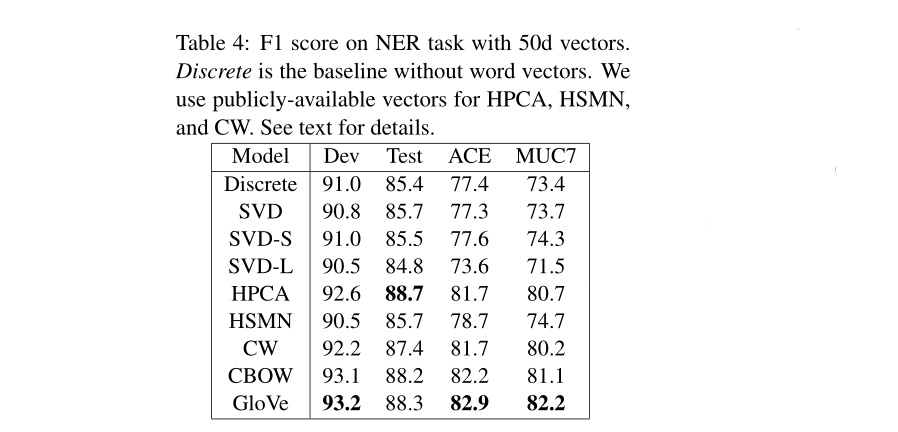 Table 4: F1 score on NER task with 50d vectors.
Discrete is the baseline without word vectors. We
use publicly-available vectors for HPCA, HSMN,
and CW. See text for details.
Model Dev Test ACE MUC7
Discrete 91.0 85.4 77.4 73.4
SVD 90.8 85.7 77.3 73.7
SVD-S 91.0 85.5 77.6 74.3
SVD-L 90.5 84.8 73.6 71.5
HPCA 92.6 88.7 81.7 80.7
HSMN 90.5 85.7 78.7 74.7
CW 92.2 87.4 81.7 80.2
CBOW 93.1 88.2 82.2 81.1
GloVe 93.2 88.3 82.9 82.2